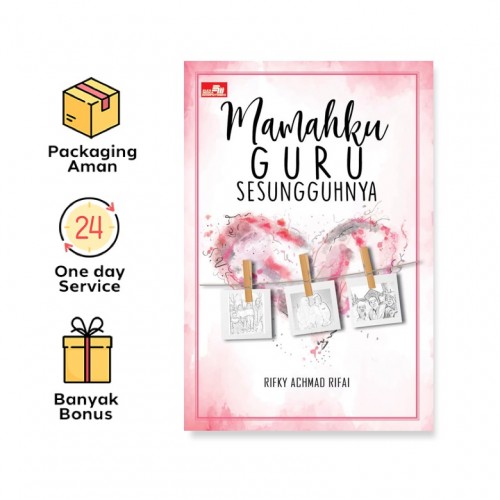 Packaging
Aman
24
One day
Service
Banyak
Bonus
Mamahku
GURU
SESUNGGUHNYA
RIFKY ACHMAD RIFAI